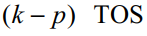 (k − p) TOS